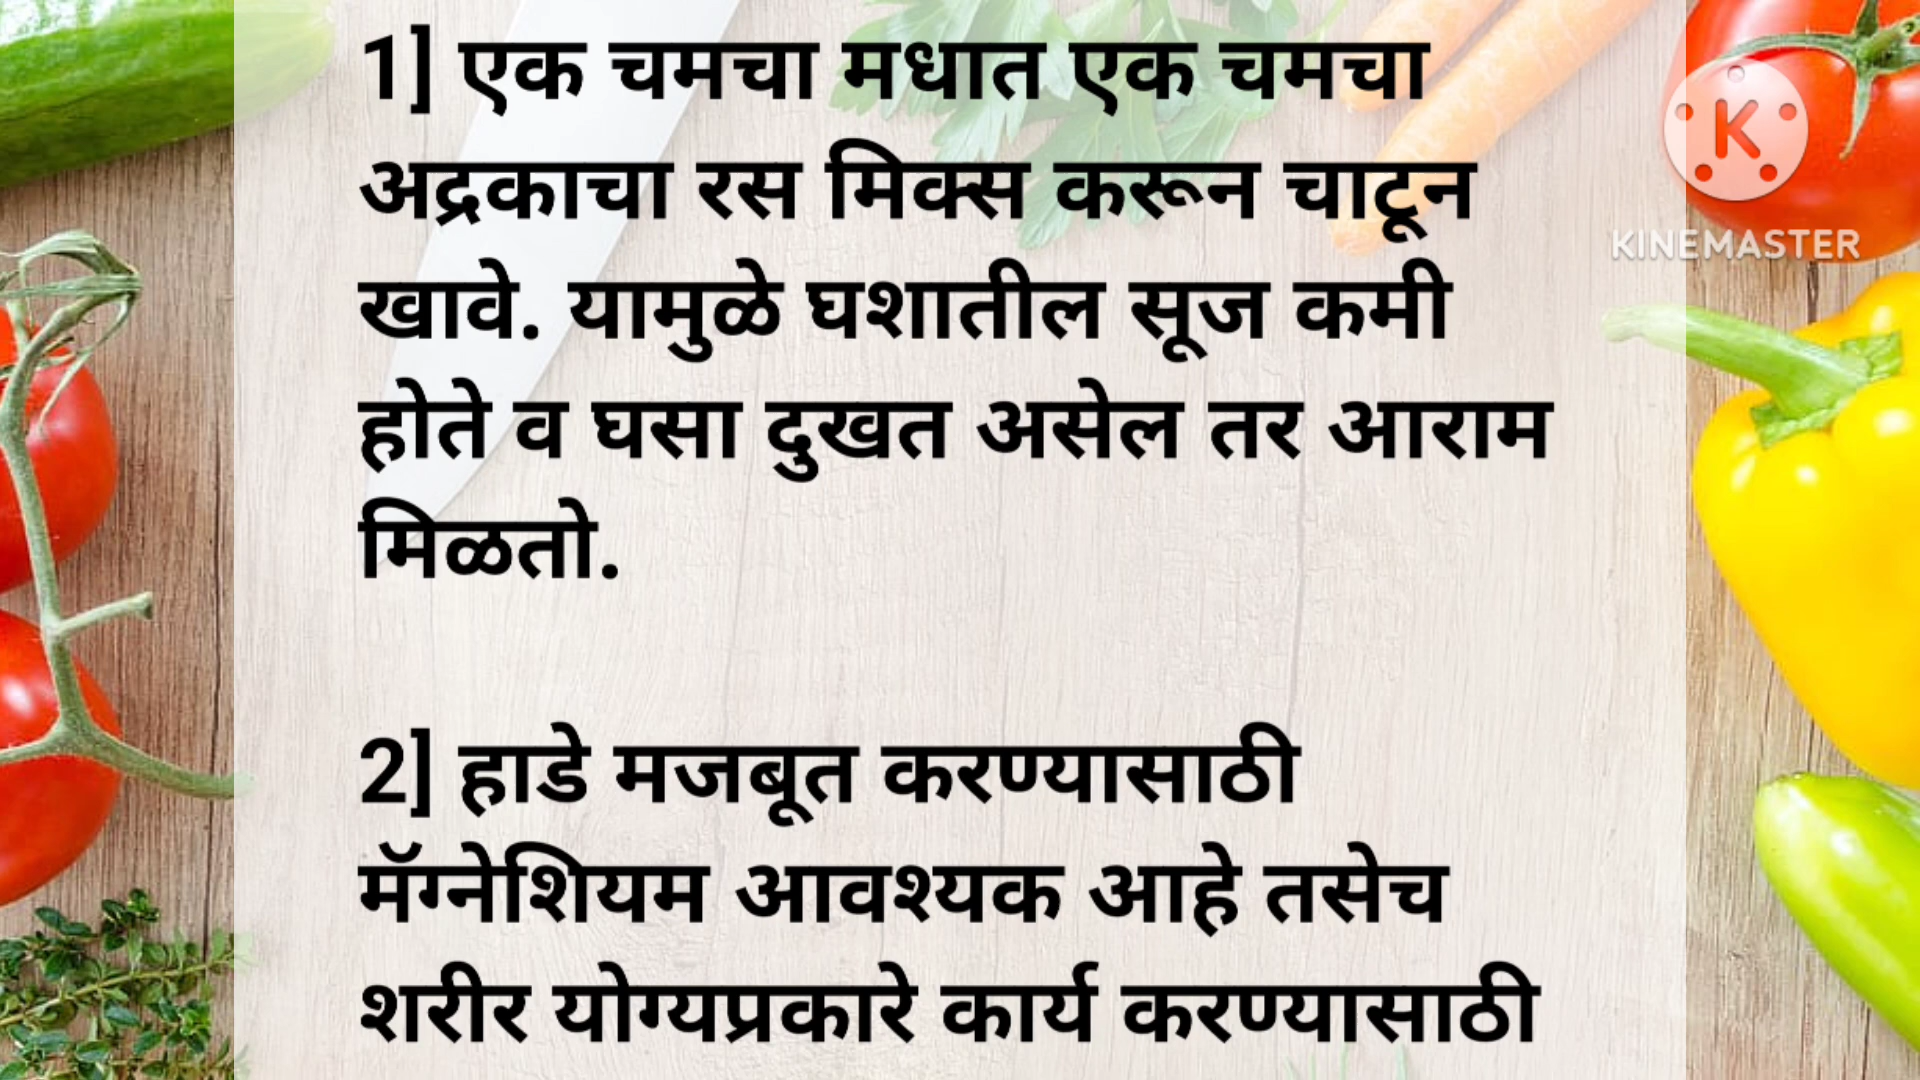 1] एक चमचा मधात एक चमचा
अद्रकाचा रस मिक्स करून चाटून
खावे. यामुळे घशातील सूज कमी
होते व घसा दुखत असेल तर आराम
मिळतो.
2] हाडे मजबूत करण्यासाठी
मॅग्नेशियम आवश्यक आहे तसेच
शरीर योग्यप्रकारे कार्य करण्यासाठी
K
KINEMASTER